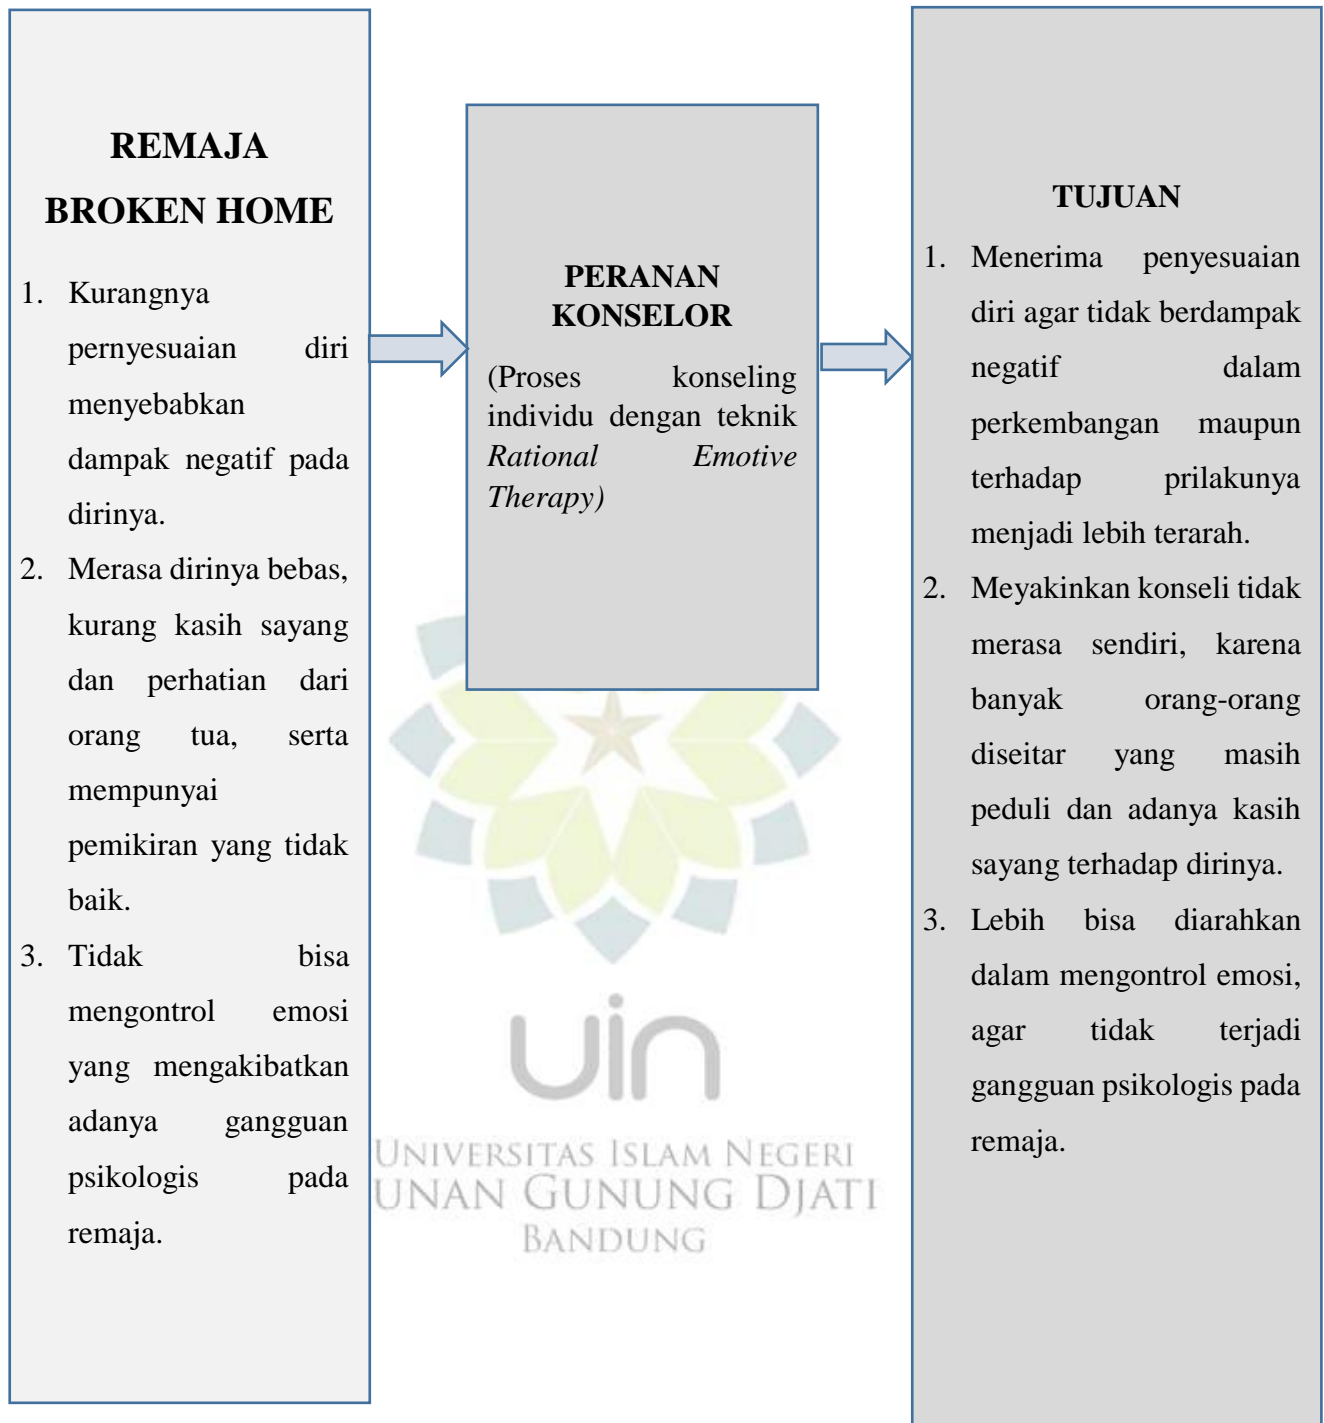 REMAJA
BROKEN HOME
1. Kurangnya
pernyesuaian diri
menyebabkan
dampak negatif pada
dirinya.
2. Merasa dirinya bebas,
kurang kasih sayang
dan perhatian dari
orang tua, serta
mempunyai
pemikiran yang tidak
baik.
3. Tidak bisa
mengontrol emosi
yang mengakibatkan
adanya gangguan
psikologis pada
remaja.
PERANAN
KONSELOR
(Proses konseling
individu dengan teknik
Rational Emotive
Therapy)
TUJUAN
1. Menerima penyesuaian
diri agar tidak berdampak
negatif dalam
perkembangan maupun
terhadap prilakunya
menjadi lebih terarah.
2. Meyakinkan konseli tidak
merasa sendiri, karena
banyak orang-orang
diseitar yang masih
peduli dan adanya kasih
sayang terhadap dirinya.
3. Lebih bisa diarahkan
dalam mengontrol emosi,
agar tidak terjadi
gangguan psikologis pada
remaja.
uin
UNIVERSITAS ISLAM NEGERI
UNAN GUNUNG DJATI
BANDUNG